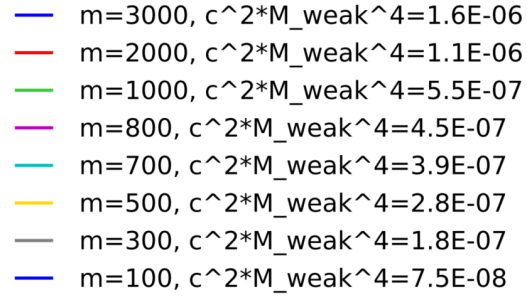 m=3000, c^2*M_weak^4=1.6E-06
m=2000, c^2*M_weak^4=1.1E-06
m=1000, c^2*M_weak^4=5.5E-07
m=800, c^2*M_weak^4=4.5E-07
m=700, c^2*M_weak^4=3.9E-07
m=500, c^2*M_weak^4=2.8E-07
m=300, c^2*M_weak^4=1.8E-07
m=100, c^2*M_weak^4=7.5E-08